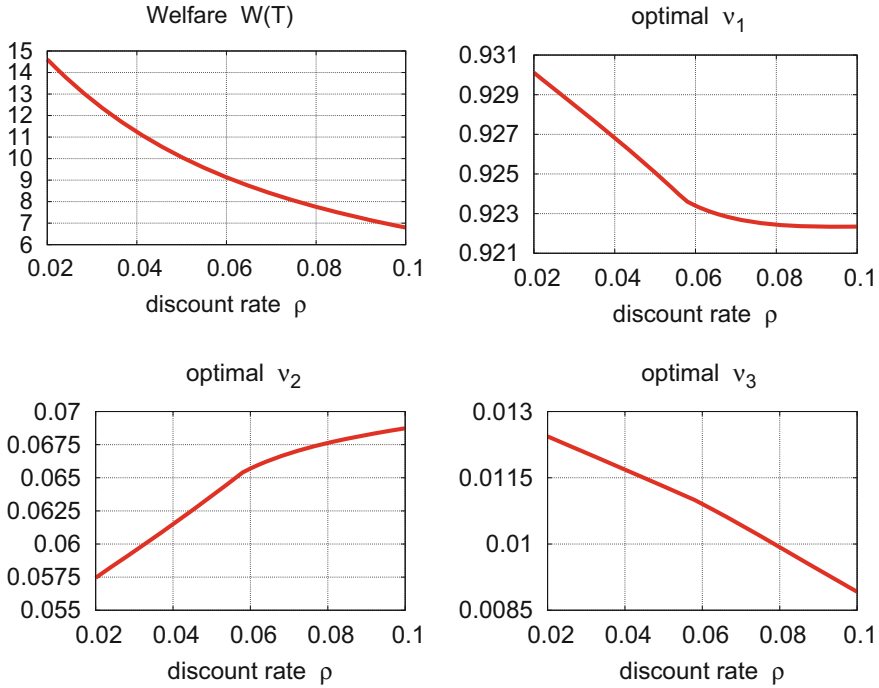 Welfare W(T)
15
14
13
12
11
10
9
8
7
6
0.02 0.04 0.06 0.08 0.1
discount rate ρ
optimal ν1
0.931
0.929
0.927
0.925
0.923
0.921
0.02 0.04 0.06 0.08 0.1
discount rate ρ
optimal ν2
0.07
0.0675
0.065
0.0625
0.06
0.0575
0.055
0.02 0.04 0.06 0.08 0.1
discount rate ρ
optimal ν3
0.013
0.0115
0.01
0.0085
0.02 0.04 0.06 0.08 0.1
discount rate ρ